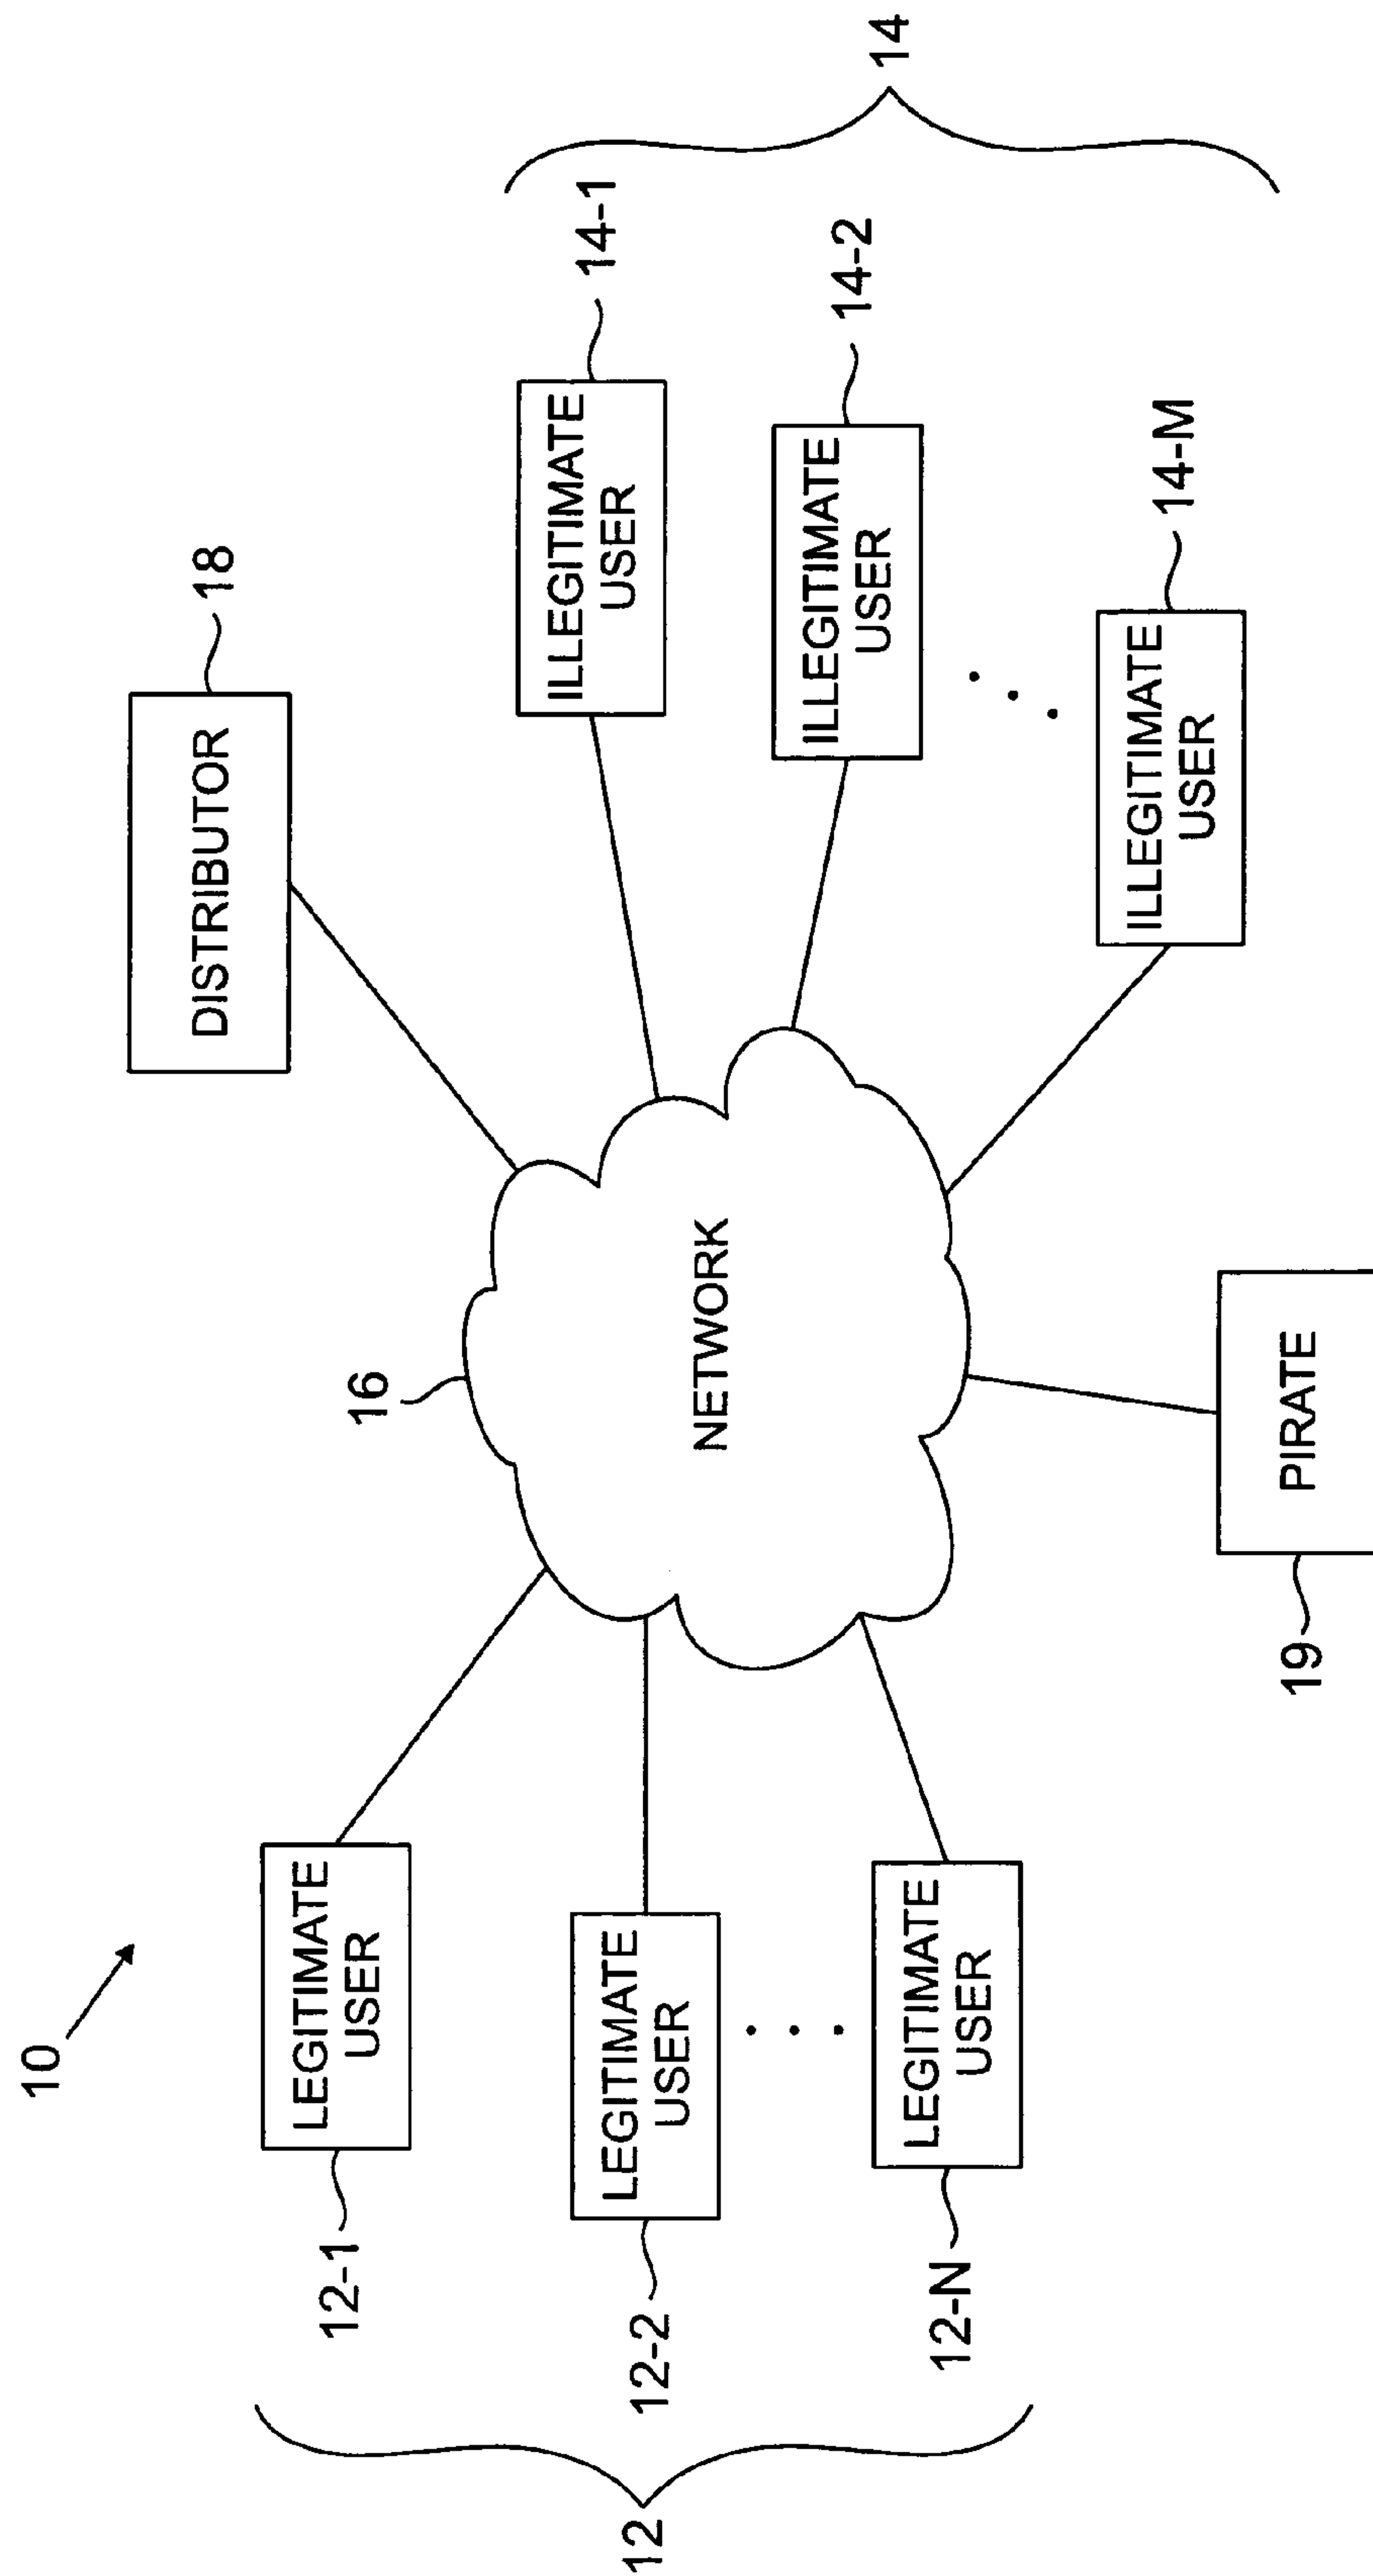 10
DISTRIBUTOR
18
12-1
LEGITIMATE
USER
16
ILLEGITIMATE
USER
14-1
12
12-2
LEGITIMATE
USER
NETWORK
ILLEGITIMATE
USER
14-2
14
12-N
LEGITIMATE
USER
ILLEGITIMATE
USER
14-M
19
PIRATE